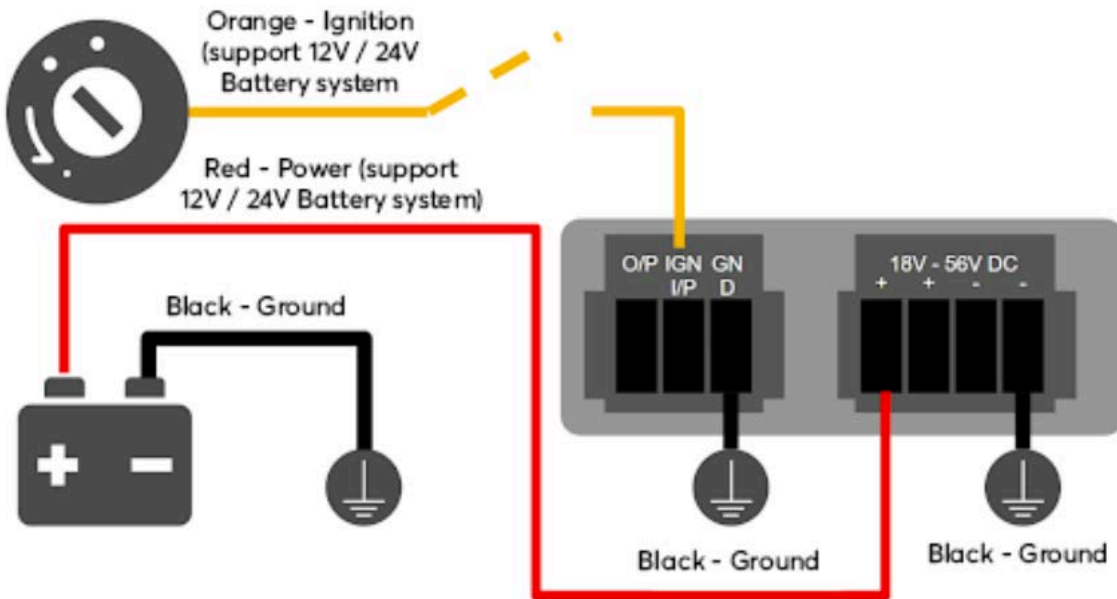 Orange - Ignition
(support 12V / 24V
Battery system
Red - Power (support
12V / 24V Battery system)
Black - Ground
O/P IGN GN
I/P D
18V - 56V DC
+ + - -
+ -
Black - Ground
Black - Ground